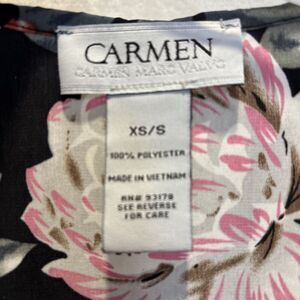 CARMEN
CARMEN MARC VALVO
XS/S
100% POLYESTER
MADE IN VIETNAM
RN# 93179
SEE REVERSE
FOR CARE